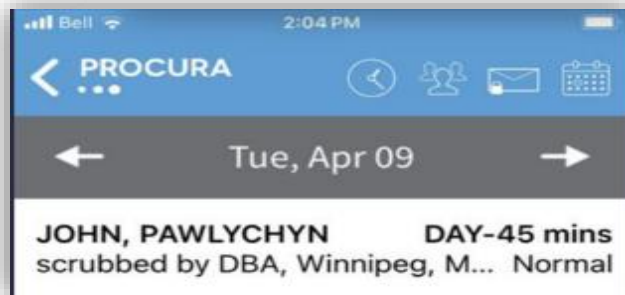 Bell 2:04 PM
PROCURA
Tue, Apr 09
JOHN, PAWLYCHYN DAY-45 mins
scrubbed by DBA, Winnipeg, M... Normal